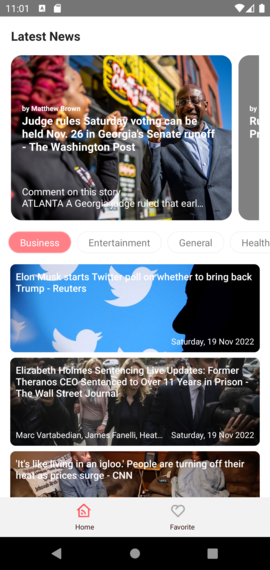 11:01
Latest News
by Matthew Brown
by
Judge rules Saturday voting can be
held Nov. 26 in Georgia's Senate runoff
- The Washington Post
Comment on this story
ATLANTA A Georgia judge ruled that earl...
Business
Entertainment
General
Health
Elon Musk starts Twitter poll on whether to bring back
Trump - Reuters
Saturday, 19 Nov 2022
Elizabeth Holmes Sentencing Live Updates: Former
Theranos CEO Sentenced to Over 11 Years in Prison -
The Wall Street Journal
Marc Vartabedian, James Fanelli, Heat...
Saturday, 19 Nov 2022
'It's like living in an igloo.' People are turning off their
heat as prices surge - CNN
Home
Favorite